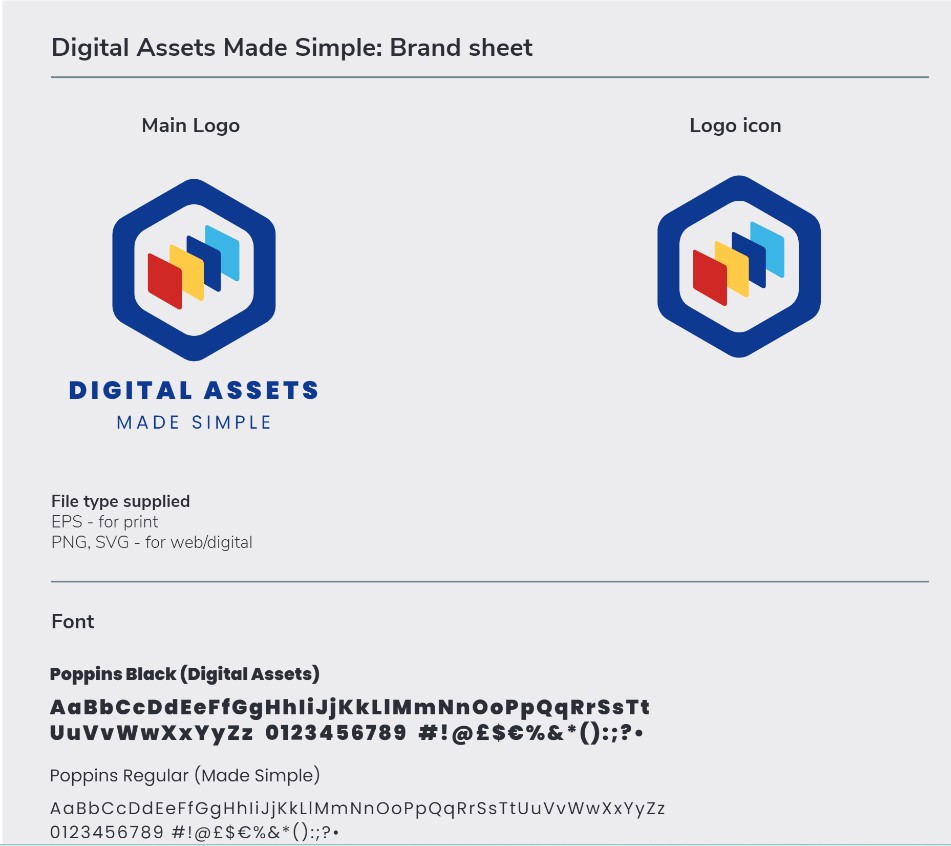 Digital Assets Made Simple: Brand sheet
Main Logo
Logo icon
DIGITAL ASSETS
MADE SIMPLE
File type supplied
EPS - for print
PNG, SVG - for web/digital
Font
Poppins Black (Digital Assets)
AaBbCcDdEeFfGgHhIiJjKkLlMmNnOoPpQqRrSsTt
UuVvWwXxYyZz 0123456789 #!@£$€%&*():;?•
Poppins Regular (Made Simple)
AaBbCcDdEeFfGgHhIiJjKkLlMmNnOoPpQqRrSsTtUuVvWwXxYyZz
0123456789 #!@£$€%&*():;?•